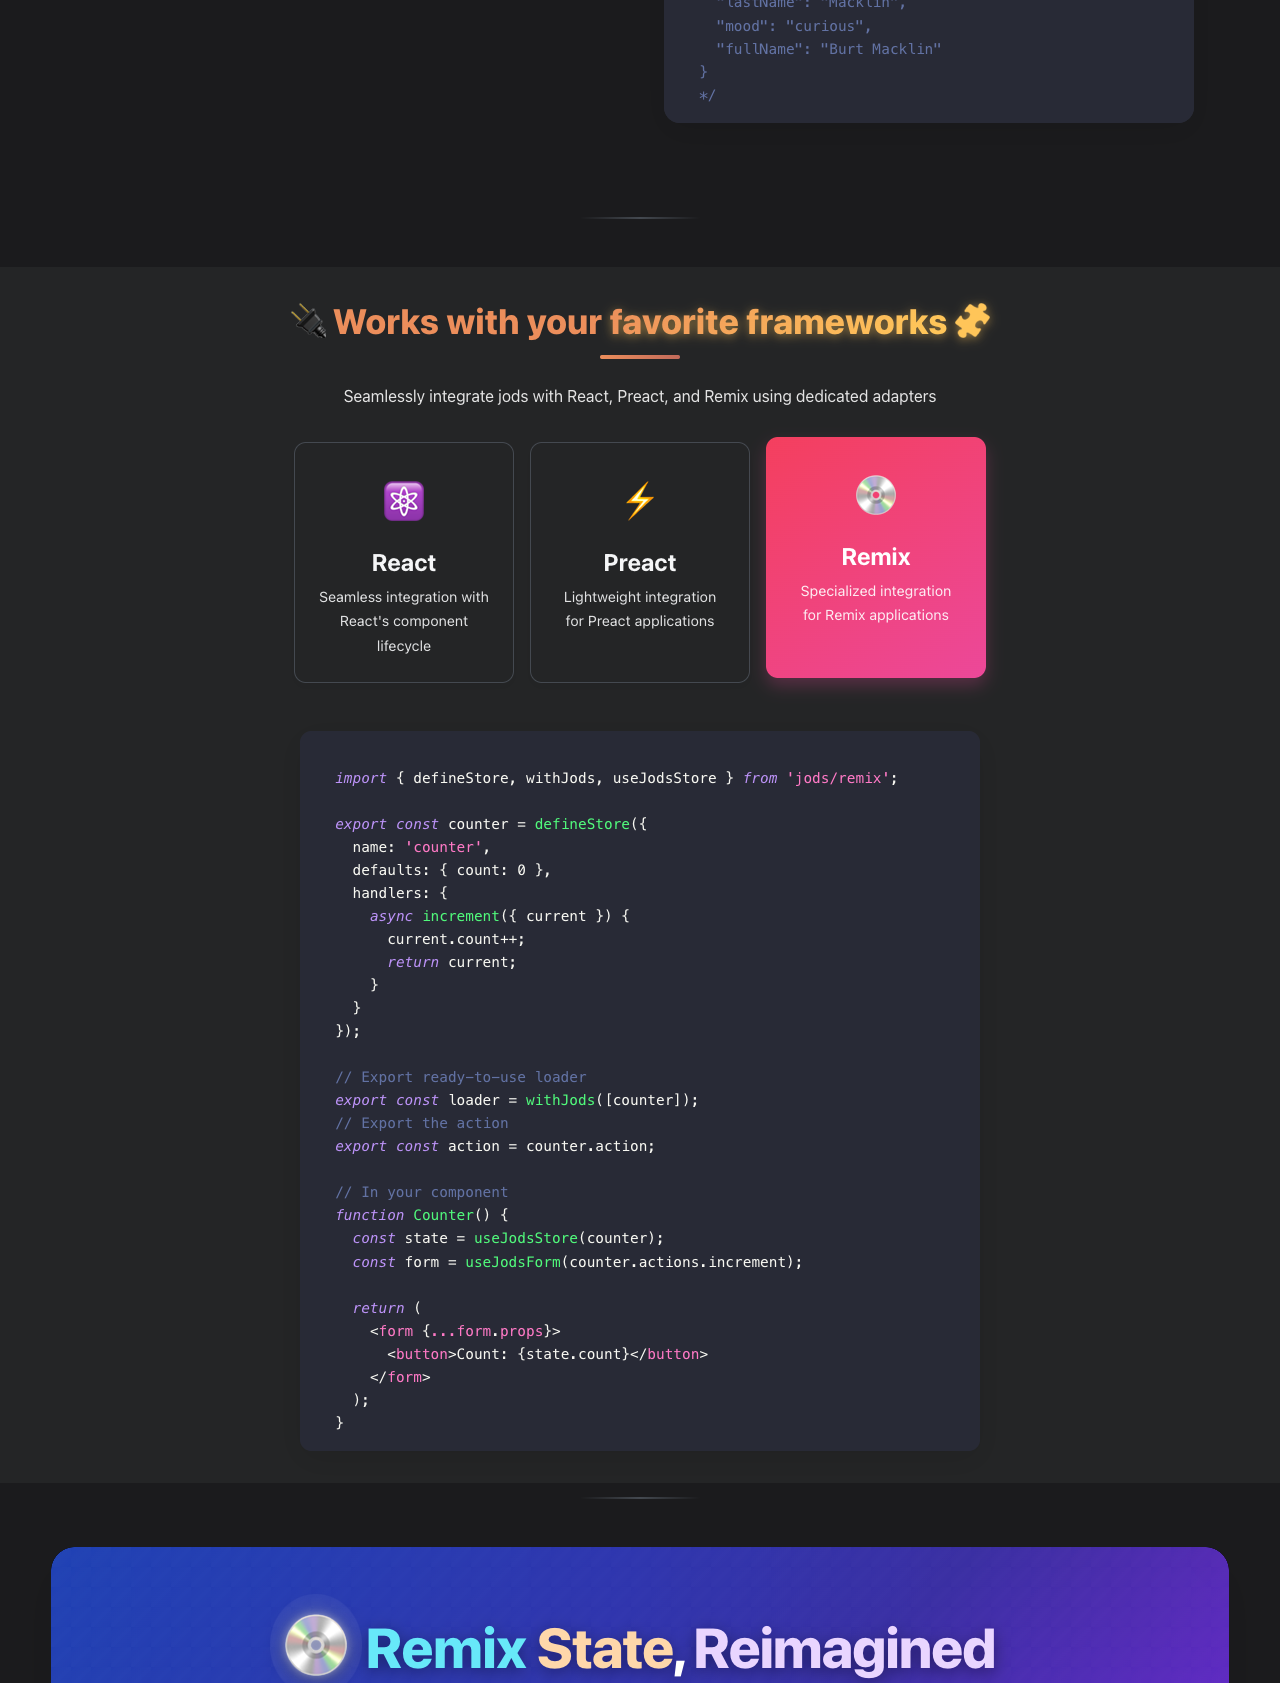 "lastName": "Macklin",
"mood": "curious",
"fullName": "Burt Macklin"
}
*/
Works with your favorite frameworks
Seamlessly integrate jods with React, Preact, and Remix using dedicated adapters
React
Seamless integration with
React's component
lifecycle
Preact
Lightweight integration
for Preact applications
Remix
Specialized integration
for Remix applications
import { defineStore, withJods, useJodsStore } from 'jods/remix';
export const counter = defineStore({
  name: 'counter',
  defaults: { count: 0 },
  handlers: {
    async increment({ current }) {
      current.count++;
      return current;
    }
  }
});
// Export ready-to-use loader
export const loader = withJods([counter]);
// Export the action
export const action = counter.action;
// In your component
function Counter() {
  const state = useJodsStore(counter);
  const form = useJodsForm(counter.actions.increment);
  return (
    <form {...form.props}>
      <button>Count: {state.count}</button>
    </form>
  );
}
Remix State, Reimagined